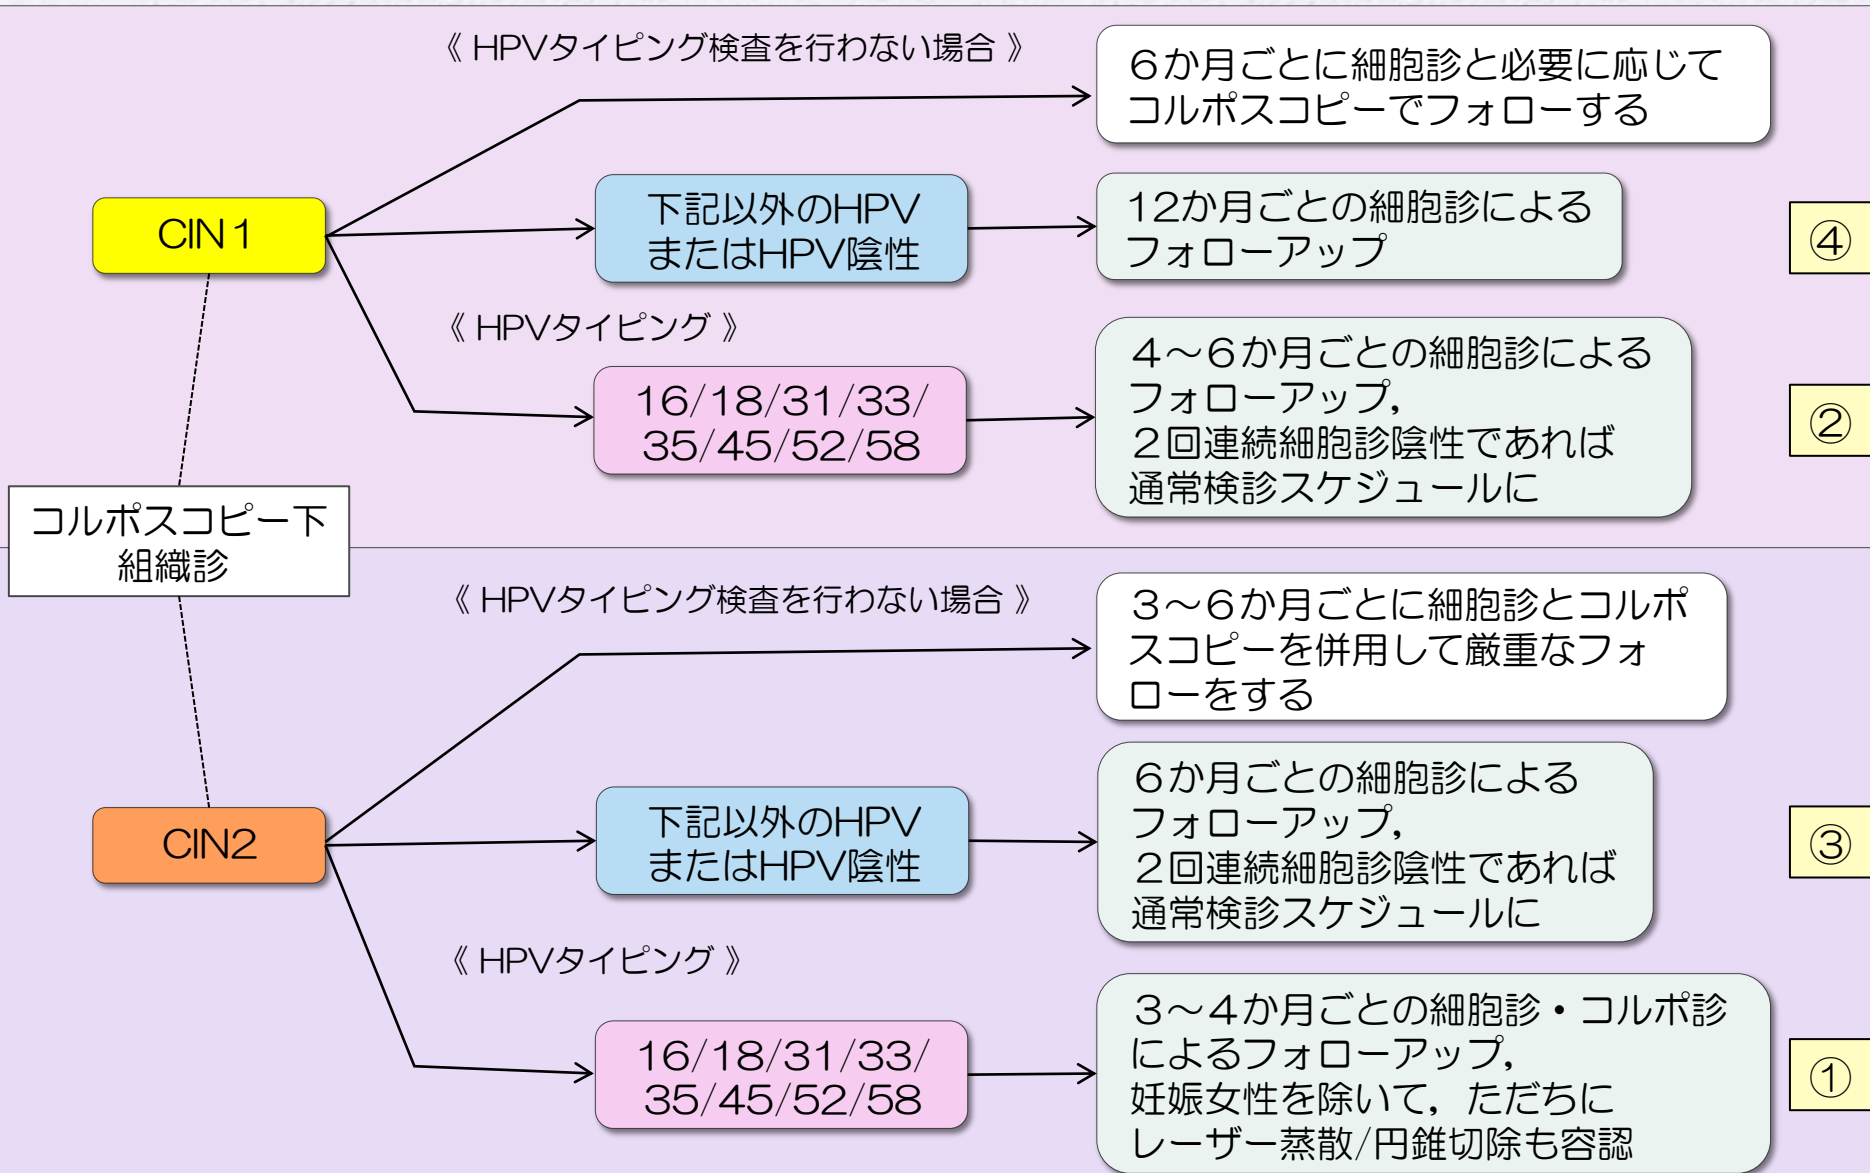 《 HPVタイピング検査を行わない場合 》
6か月ごとに細胞診と必要に応じて
コルポスコピーでフォローする
CIN1
下記以外のHPV
またはHPV陰性
12か月ごとの細胞診による
フォローアップ
④
《 HPVタイピング 》
16/18/31/33/
35/45/52/58
4～6か月ごとの細胞診による
フォローアップ,
2回連続細胞診陰性であれば
通常検診スケジュールに
②
コルポスコピー下
組織診
《 HPVタイピング検査を行わない場合 》
3～6か月ごとに細胞診とコルポ
スコピーを併用して厳重なフォ
ローをする
CIN2
下記以外のHPV
またはHPV陰性
6か月ごとの細胞診による
フォローアップ,
2回連続細胞診陰性であれば
通常検診スケジュールに
③
《 HPVタイピング 》
16/18/31/33/
35/45/52/58
3～4か月ごとの細胞診・コルポ診
によるフォローアップ,
妊娠女性を除いて, ただちに
レーザー蒸散/円錐切除も容認
①